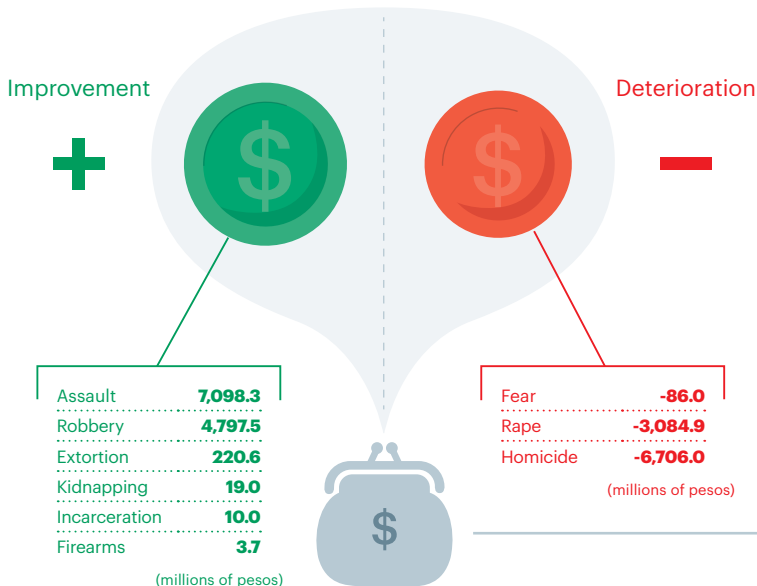 Improvement
+
$
Assault 7,098.3
Robbery 4,797.5
Extortion 220.6
Kidnapping 19.0
Incarceration 10.0
Firearms 3.7
(millions of pesos)
Deterioration
$
Fear -86.0
Rape -3,084.9
Homicide -6,706.0
(millions of pesos)
$